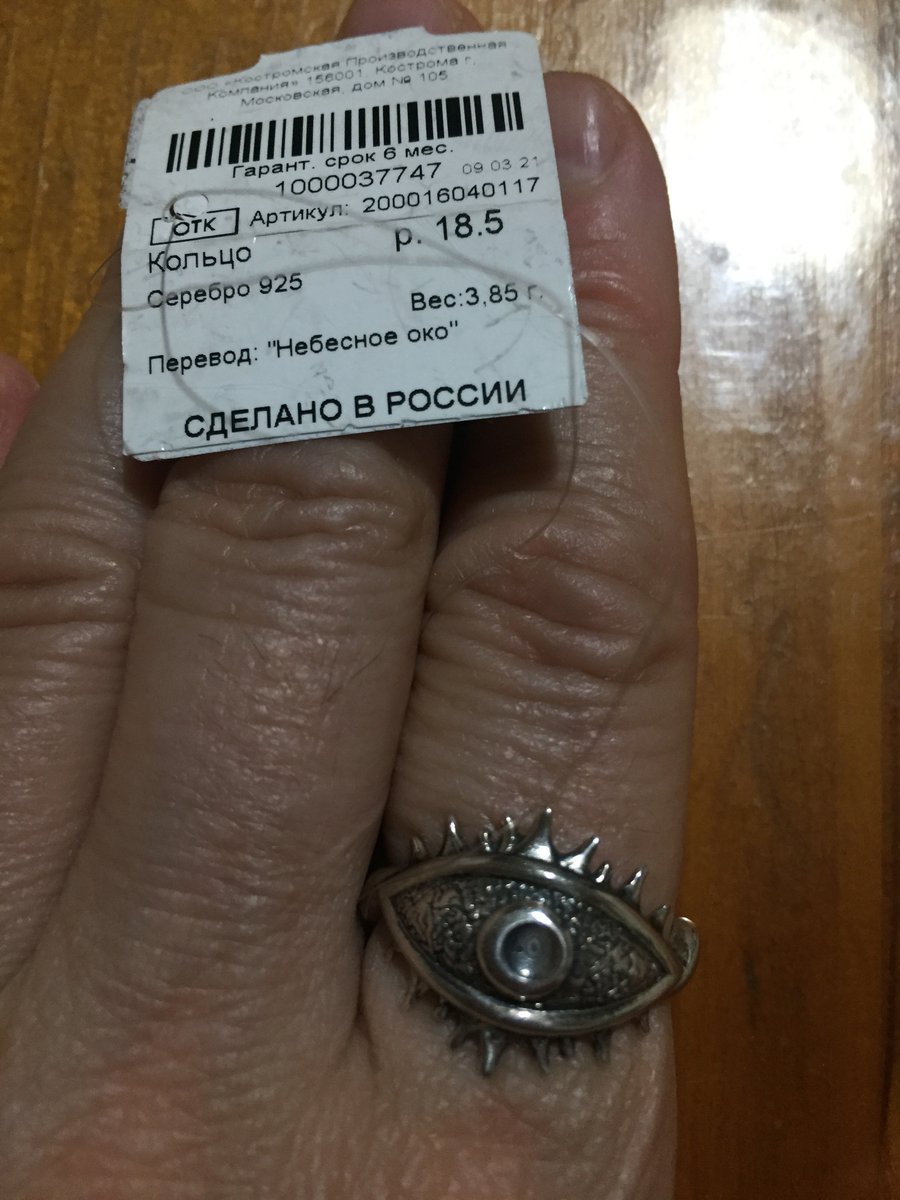 ООО «Костромская Производственная
Компания» 156001, Кострома г,
Московская, дом № 105
Гарант. срок 6 мес.
1000037747 09 03 21
ОТК Артикул: 200016040117
Кольцо р. 18.5
Серебро 925
Вес:3,85 г.
Перевод: "Небесное око"
СДЕЛАНО В РОССИИ